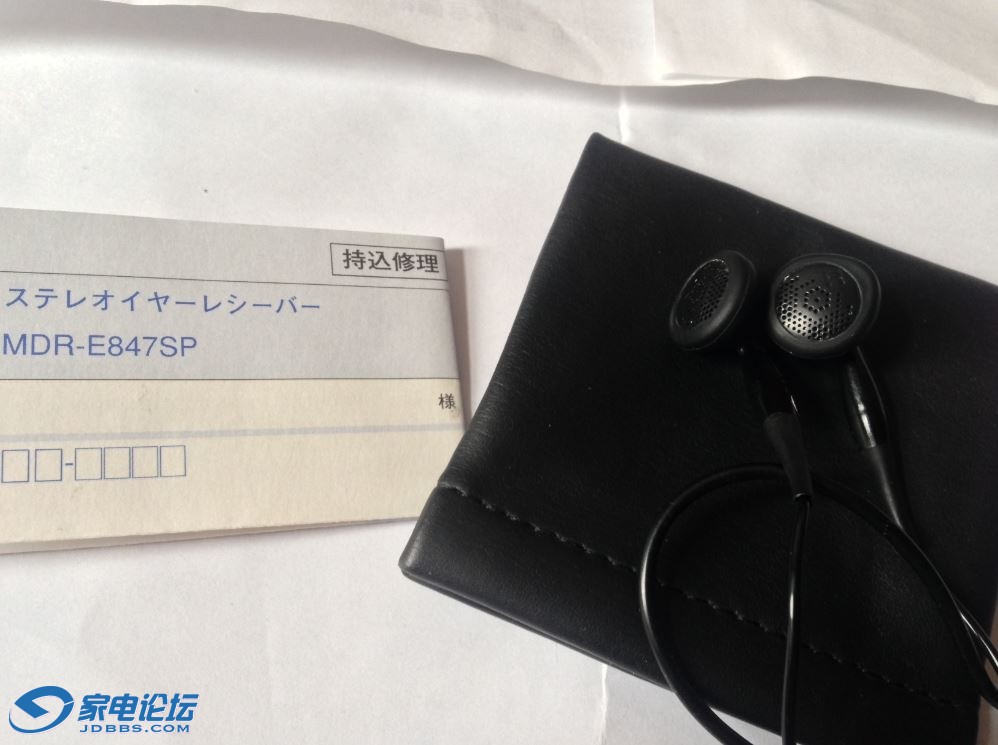 持込修理
ステレオイヤーレシーバー
MDR-E847SP
様
家电论坛
JDBBS.COM